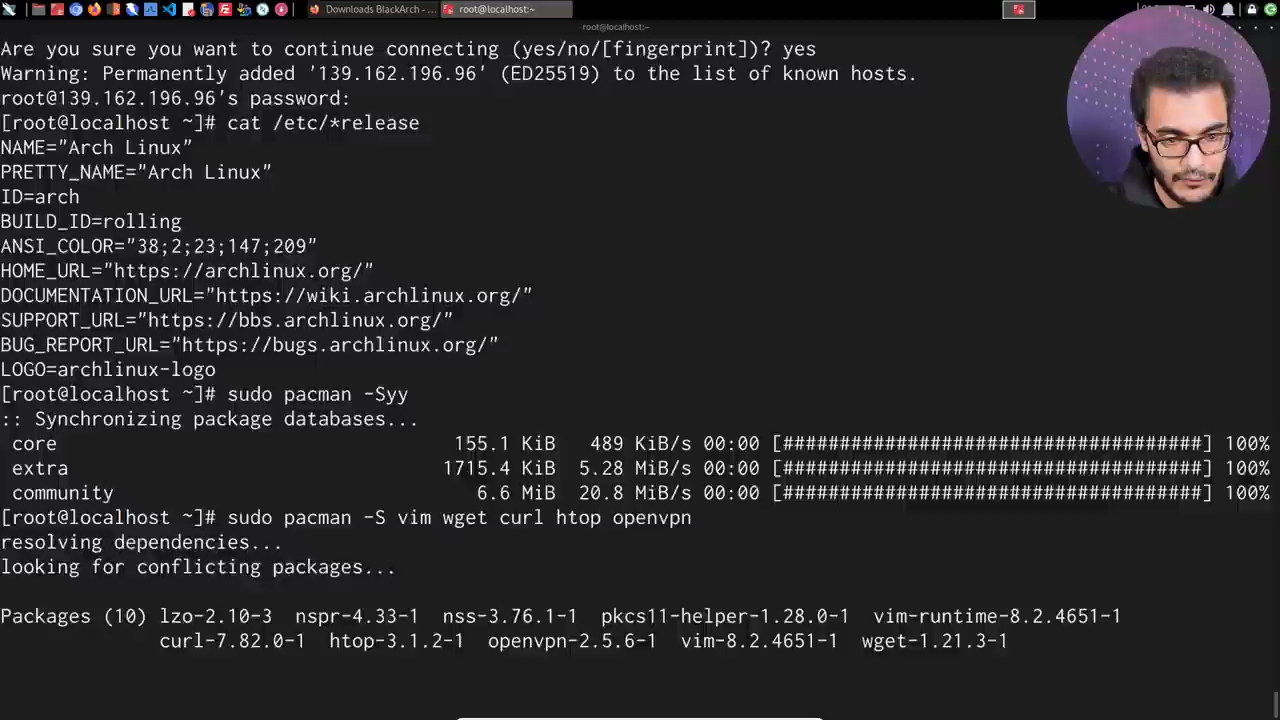 Downloads BlackArch - ...
root@localhost:~
root@localhost:~
Are you sure you want to continue connecting (yes/no/[fingerprint])? yes
Warning: Permanently added '139.162.196.96' (ED25519) to the list of known hosts.
root@139.162.196.96's password:
[root@localhost ~]# cat /etc/*release
NAME="Arch Linux"
PRETTY_NAME="Arch Linux"
ID=arch
BUILD_ID=rolling
ANSI_COLOR="38;2;23;147;209"
HOME_URL="https://archlinux.org/"
DOCUMENTATION_URL="https://wiki.archlinux.org/"
SUPPORT_URL="https://bbs.archlinux.org/"
BUG_REPORT_URL="https://bugs.archlinux.org/"
LOGO=archlinux-logo
[root@localhost ~]# sudo pacman -Syy
:: Synchronizing package databases...
core 155.1 KiB 489 KiB/s 00:00 [######################################] 100%
extra 1715.4 KiB 5.28 MiB/s 00:00 [######################################] 100%
community 6.6 MiB 20.8 MiB/s 00:00 [######################################] 100%
[root@localhost ~]# sudo pacman -S vim wget curl htop openvpn
resolving dependencies...
looking for conflicting packages...
Packages (10) lzo-2.10-3 nspr-4.33-1 nss-3.76.1-1 pkcs11-helper-1.28.0-1 vim-runtime-8.2.4651-1
curl-7.82.0-1 htop-3.1.2-1 openvpn-2.5.6-1 vim-8.2.4651-1 wget-1.21.3-1